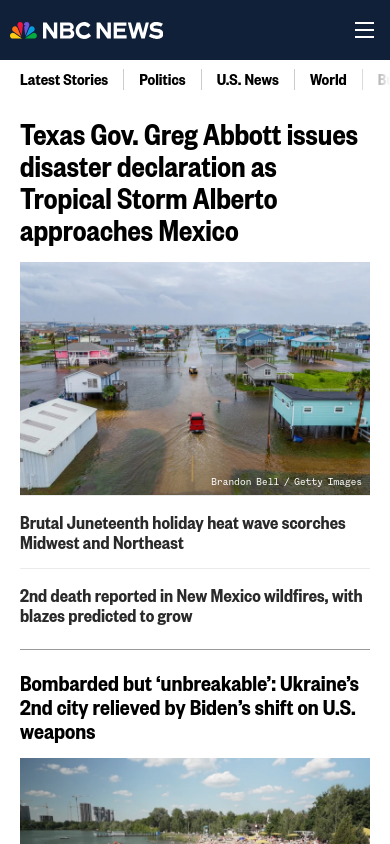 NBC NEWS
Latest Stories
Politics
U.S. News
World
Texas Gov. Greg Abbott issues
disaster declaration as
Tropical Storm Alberto
approaches Mexico
Brandon Bell / Getty Images
Brutal Juneteenth holiday heat wave scorches
Midwest and Northeast
2nd death reported in New Mexico wildfires, with
blazes predicted to grow
Bombarded but ‘unbreakable’: Ukraine’s
2nd city relieved by Biden’s shift on U.S.
weapons